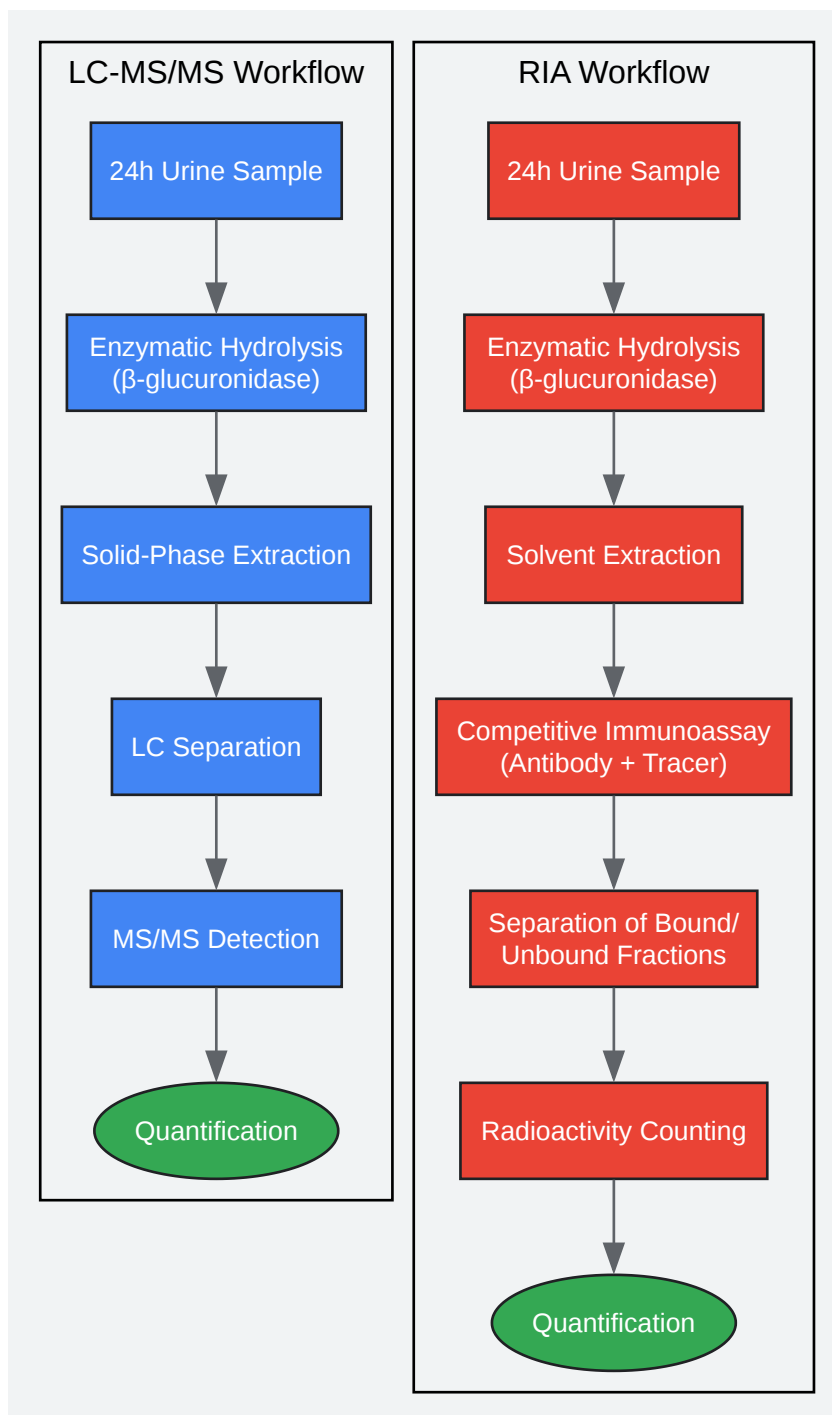 LC-MS/MS Workflow
24h Urine Sample
Enzymatic Hydrolysis
(β-glucuronidase)
Solid-Phase Extraction
LC Separation
MS/MS Detection
Quantification
RIA Workflow
24h Urine Sample
Enzymatic Hydrolysis
(β-glucuronidase)
Solvent Extraction
Competitive Immunoassay
(Antibody + Tracer)
Separation of Bound/
Unbound Fractions
Radioactivity Counting
Quantification